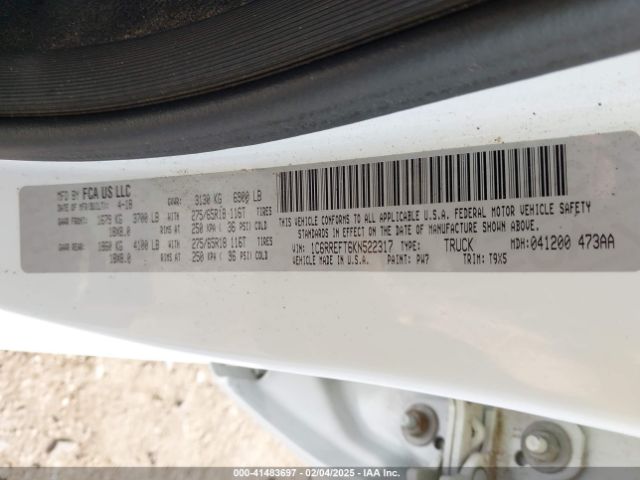 MFD BY FCA US LLC GVWR: 3130 KG 6900 LB
DATE OF MFR/BUILT: 4-18
GAWR FRONT: 1679 KG 3700 LB WITH 275/65R18 116T TIRES
18X8.0 RIMS AT 250 KPA ( 36 PSI) COLD
GAWR REAR: 1860 KG 4100 LB WITH 275/65R18 116T TIRES
18X8.0 RIMS AT 250 KPA ( 36 PSI) COLD
THIS VEHICLE CONFORMS TO ALL APPLICABLE U.S.A. FEDERAL MOTOR VEHICLE SAFETY
STANDARDS IN EFFECT ON THE DATE OF MANUFACTURE SHOWN ABOVE.
VIN: 1C6RREFT6KN522317 TYPE: TRUCK MDH: 041200 473AA
VEHICLE MADE IN U.S.A. PAINT: PW7 TRIM: T9X5
000-41483697 - 02/04/2025 - IAA Inc.